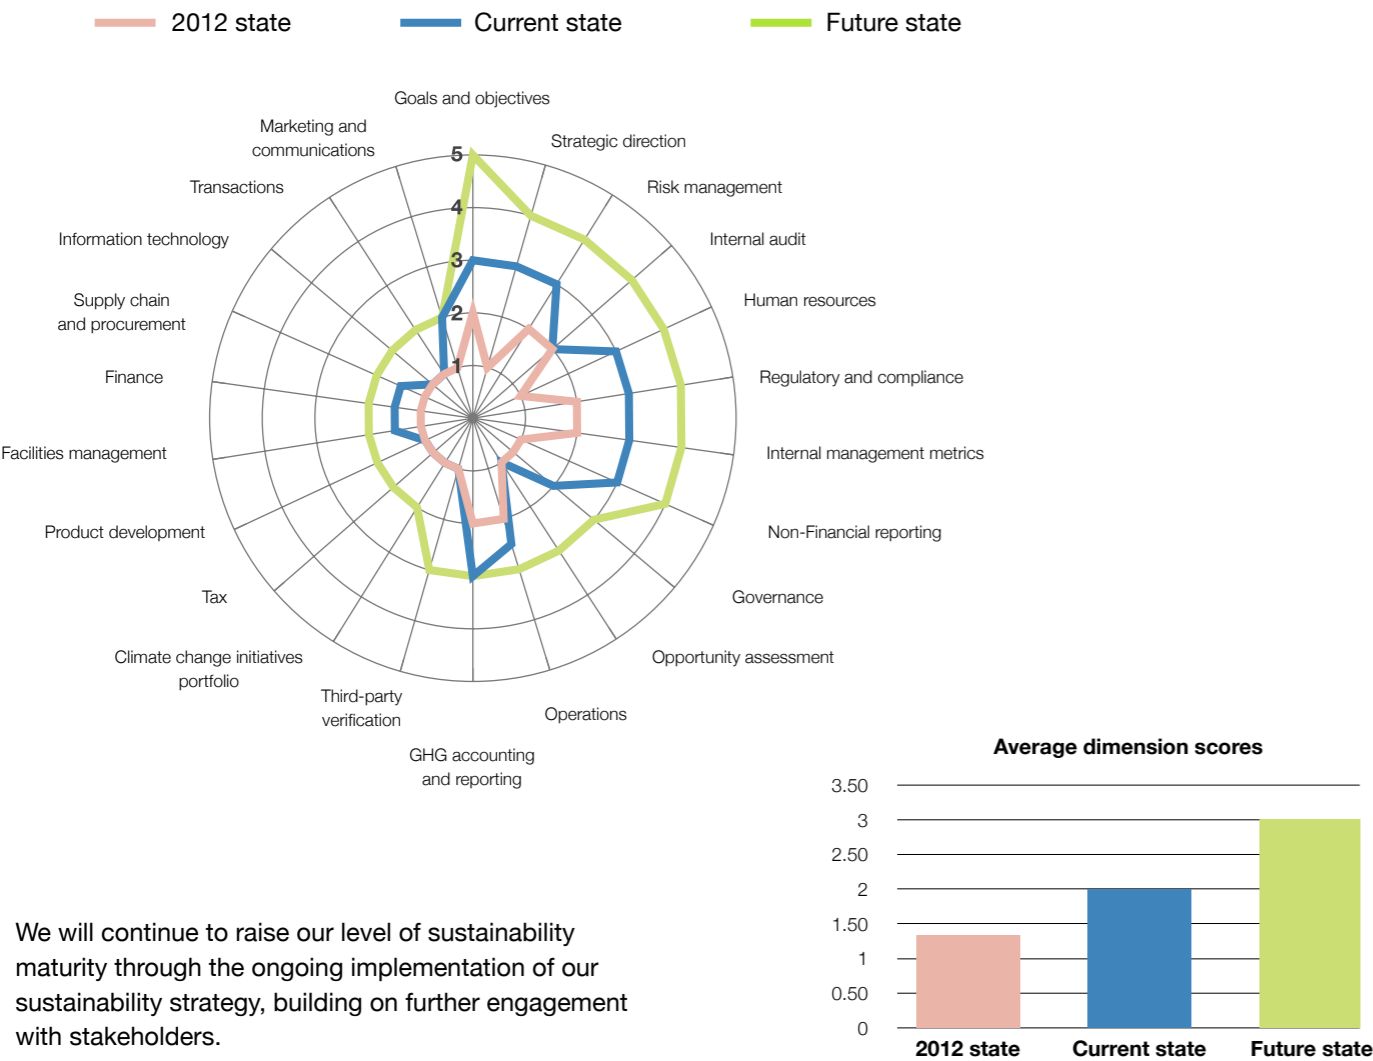 2012 state
Current state
Future state
Goals and objectives
Marketing and
communications
Strategic direction
5
Transactions
Risk management
4
Information technology
Internal audit
3
Supply chain
and procurement
Human resources
2
Finance
1
Regulatory and compliance
Facilities management
Internal management metrics
Product development
Non-Financial reporting
Tax
Governance
Climate change initiatives
portfolio
Opportunity assessment
Third-party
verification
Operations
GHG accounting
and reporting
Average dimension scores
3.50
3
2.50
2
1.50
1
0.50
0
2012 state
Current state
Future state
We will continue to raise our level of sustainability
maturity through the ongoing implementation of our
sustainability strategy, building on further engagement
with stakeholders.